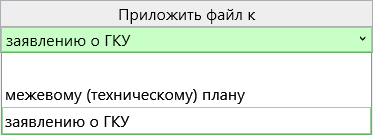 Приложить файл к
заявлению о ГКУ
межевому (техническому) плану
заявлению о ГКУ